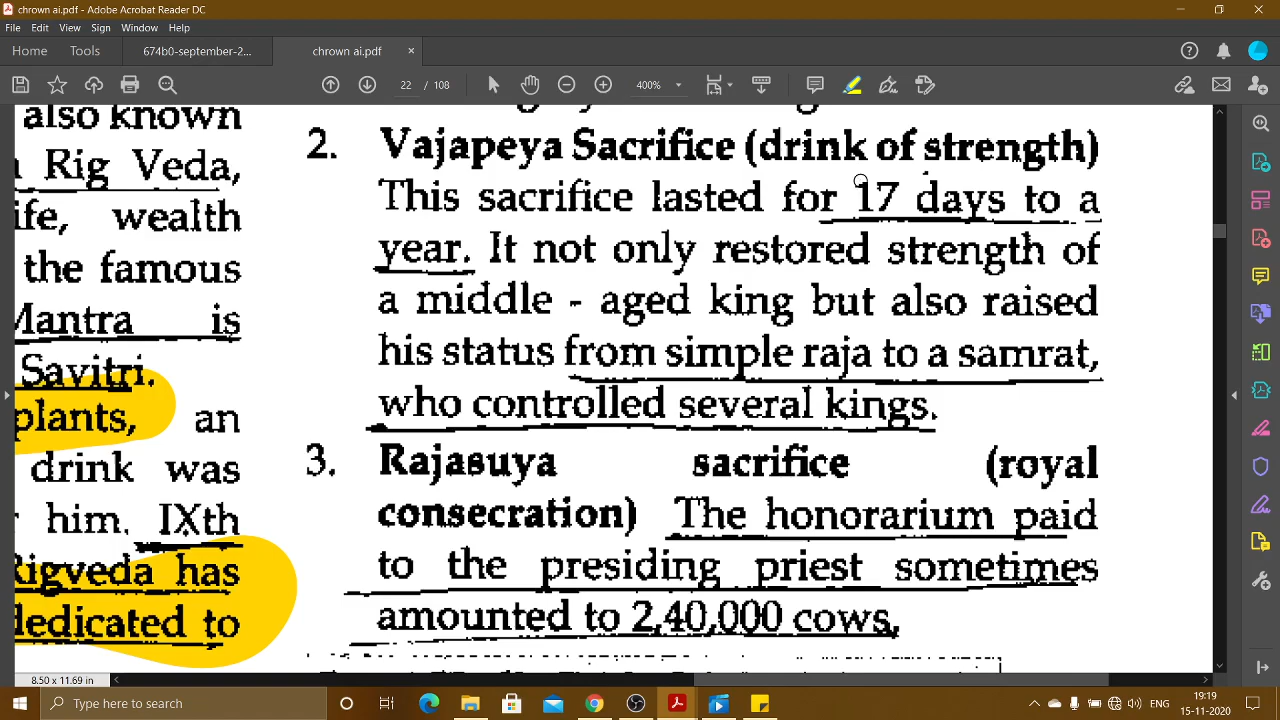 chrown ai.pdf - Adobe Acrobat Reader DC
File Edit View Sign Window Help
Home Tools 674b0-september-2... chrown ai.pdf ×
22 / 108 400%
also known
Rig Veda,
ife, wealth
the famous
Mantra is
Savitri.
plants, an
drink was
him. IXth
Rigveda has
dedicated to
2. Vajapeya Sacrifice (drink of strength)
This sacrifice lasted for 17 days to a
year. It not only restored strength of
a middle - aged king but also raised
his status from simple raja to a samrat,
who controlled several kings.
3. Rajasuya sacrifice (royal
consecration) The honorarium paid
to the presiding priest sometimes
amounted to 2,40,000 cows,
8.50 x 11.69 in
Type here to search
ENG
19:19
15-11-2020